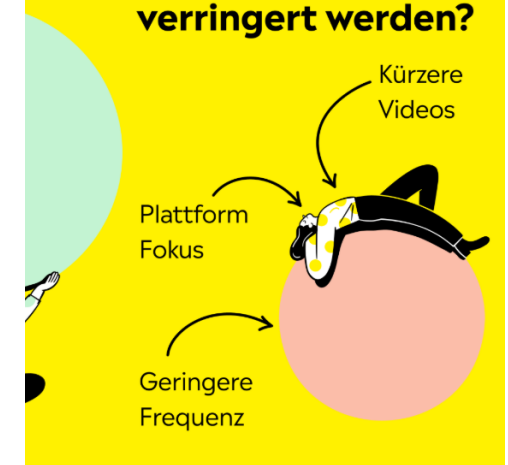 verringert werden?
Kürzere
Videos
Plattform
Fokus
Geringere
Frequenz